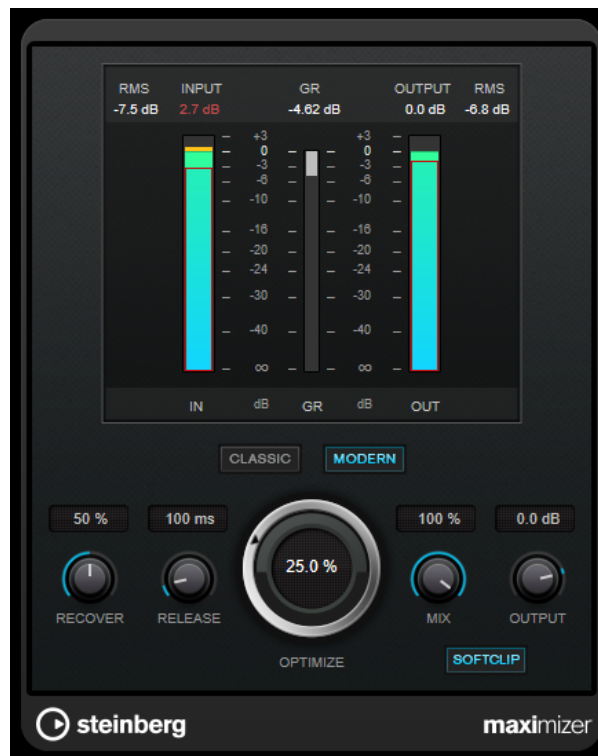 RMS INPUT GR OUTPUT RMS
-7.5 dB 2.7 dB -4.62 dB 0.0 dB -6.8 dB
+3 +3
0 0
-3 -3
-6 -6
-10 -10
-16 -16
-20 -20
-24 -24
-30 -30
-40 -40
∞ ∞
IN dB GR dB OUT
CLASSIC MODERN
50 % 100 ms 100 % 0.0 dB
25.0 %
RECOVER RELEASE MIX OUTPUT
OPTIMIZE SOFTCLIP
steinberg maximizer